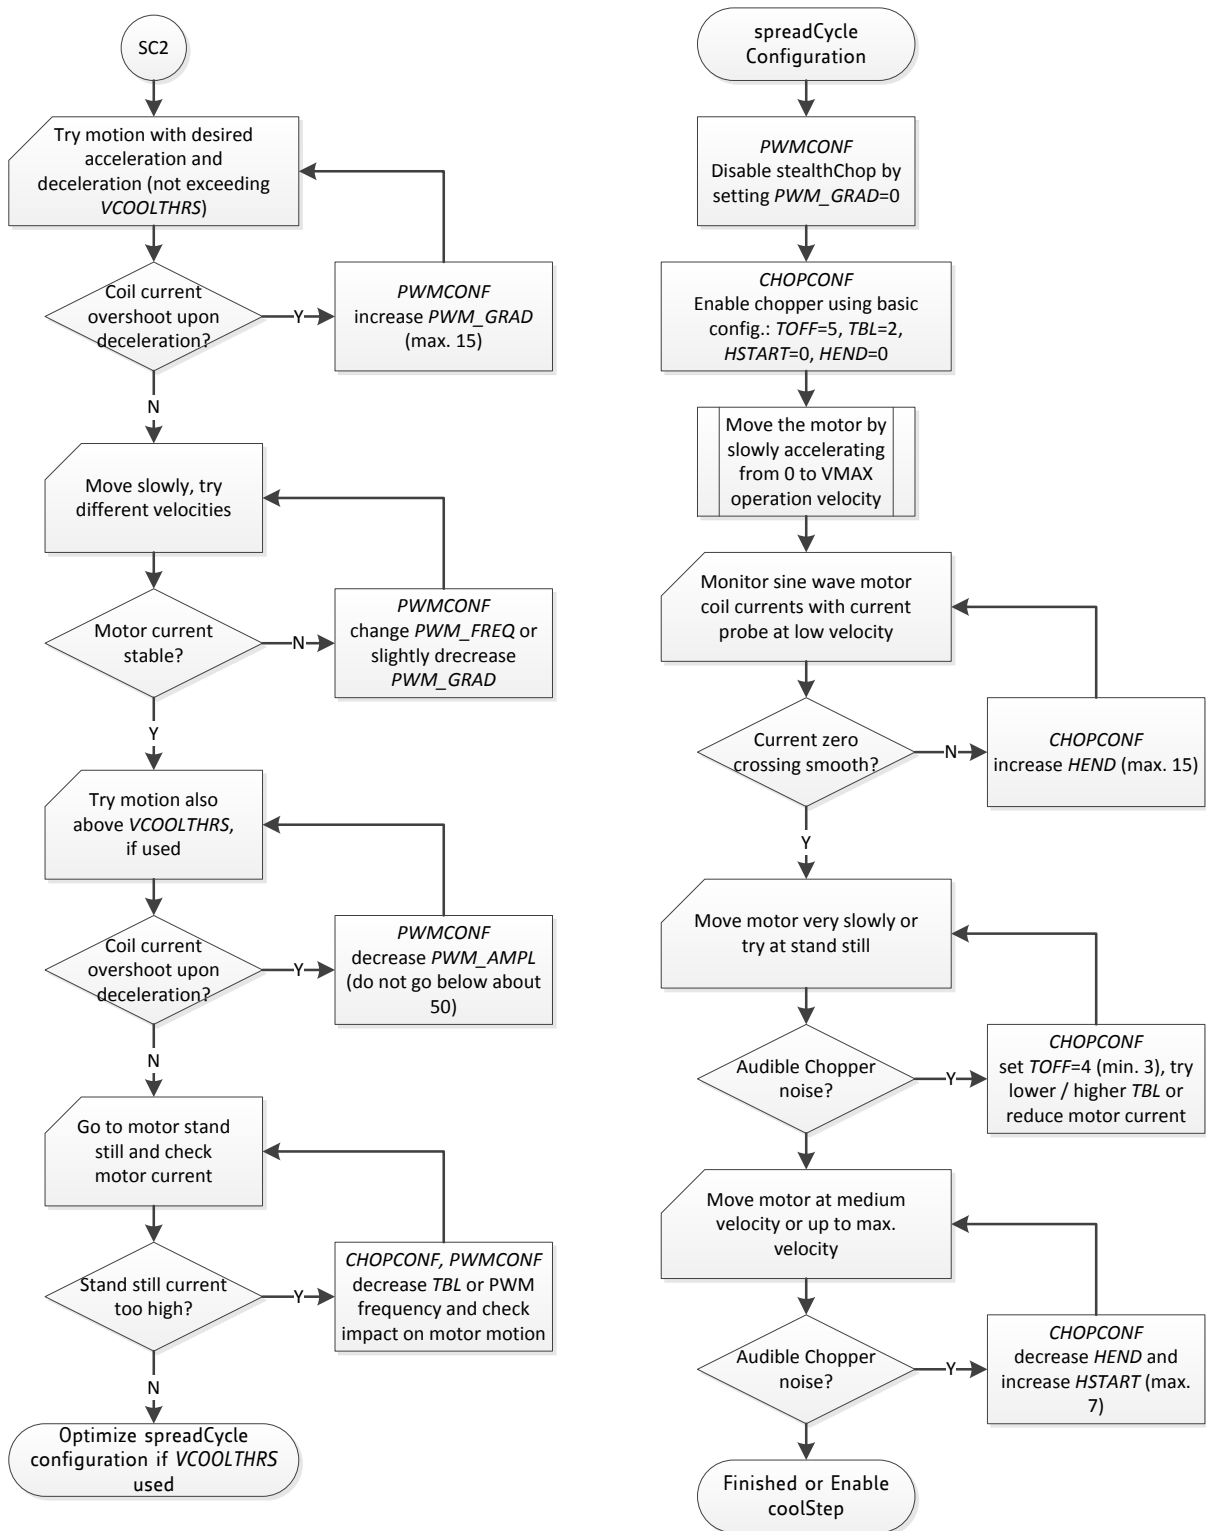 SC2
Try motion with desired
acceleration and
deceleration (not exceeding
VCOOLTHRS)
Coil current
overshoot upon
deceleration?
Y
PWMCONF
increase PWM_GRAD
(max. 15)
N
Move slowly, try
different velocities
Motor current
stable?
N
PWMCONF
change PWM_FREQ or
slightly drecrease
PWM_GRAD
Y
Try motion also
above VCOOLTHRS,
if used
Coil current
overshoot upon
deceleration?
Y
PWMCONF
decrease PWM_AMPL
(do not go below about
50)
N
Go to motor stand
still and check
motor current
Stand still current
too high?
Y
CHOPCONF, PWMCONF
decrease TBL or PWM
frequency and check
impact on motor motion
N
Optimize spreadCycle
configuration if VCOOLTHRS
used
spreadCycle
Configuration
PWMCONF
Disable stealthChop by
setting PWM_GRAD=0
CHOPCONF
Enable chopper using basic
config.: TOFF=5, TBL=2,
HSTART=0, HEND=0
Move the motor by
slowly accelerating
from 0 to VMAX
operation velocity
Monitor sine wave motor
coil currents with current
probe at low velocity
Current zero
crossing smooth?
N
CHOPCONF
increase HEND (max. 15)
Y
Move motor very slowly or
try at stand still
Audible Chopper
noise?
Y
CHOPCONF
set TOFF=4 (min. 3), try
lower / higher TBL or
reduce motor current
Move motor at medium
velocity or up to max.
velocity
Audible Chopper
noise?
Y
CHOPCONF
decrease HEND and
increase HSTART (max.
7)
Finished or Enable
coolStep